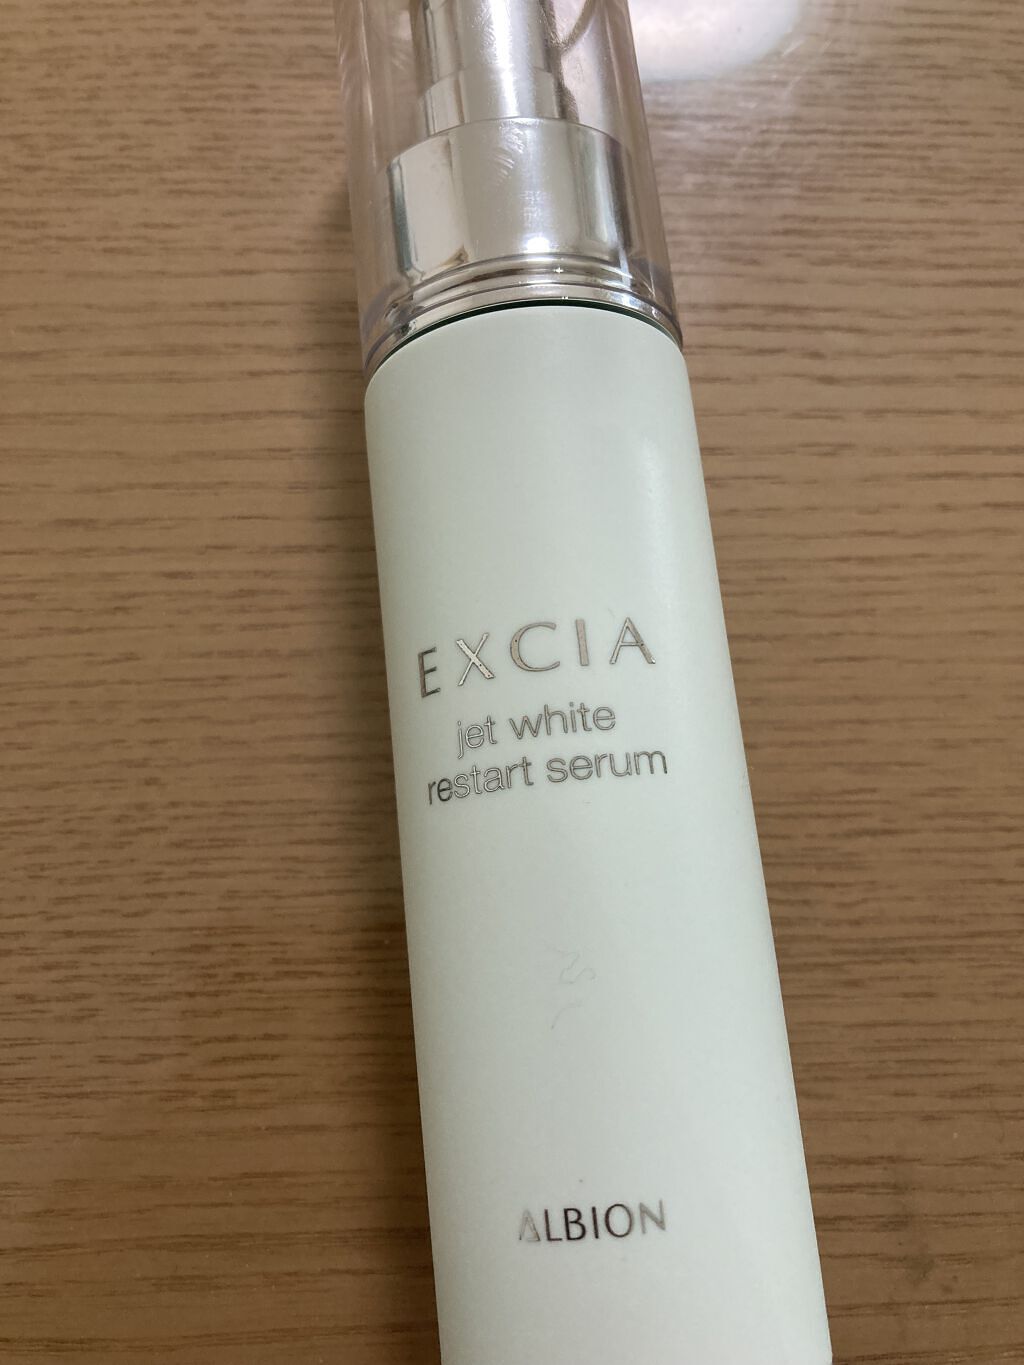 EXCIA
jet white
restart serum
ALBION